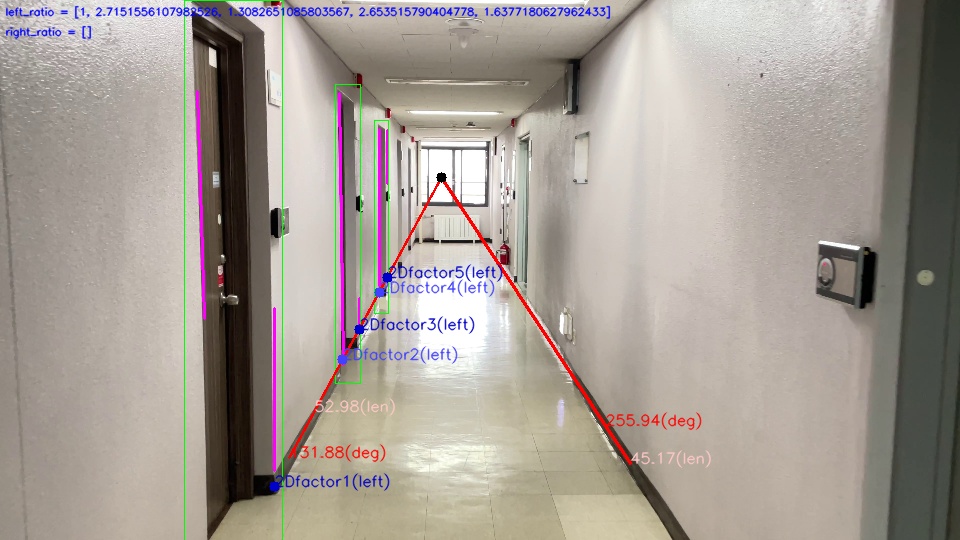 left_ratio = [1, 2.7151556107982526, 1.3082651085803567, 2.653515790404778, 1.6377180627962433]
right_ratio = []
2Dfactor5(left)
2Dfactor4(left)
2Dfactor3(left)
2Dfactor2(left)
52.98(len)
255.94(deg)
131.88(deg)
45.17(len)
2Dfactor1(left)